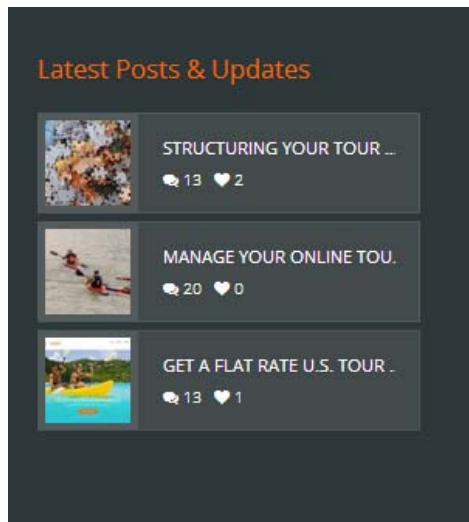 Latest Posts & Updates
STRUCTURING YOUR TOUR ...
13 2
MANAGE YOUR ONLINE TOU.
20 0
GET A FLAT RATE U.S. TOUR ..
13 1